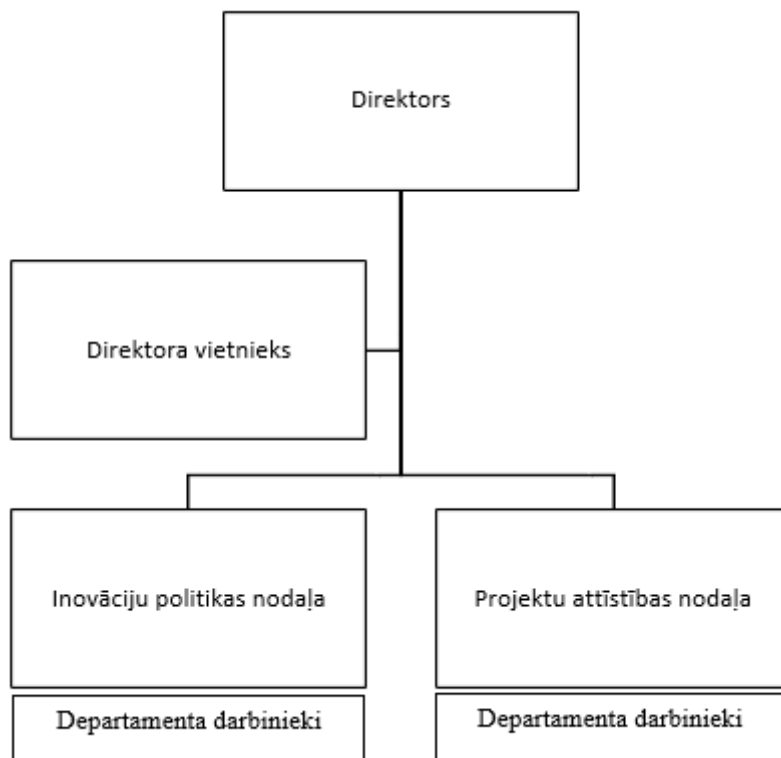 Direktors
Direktora vietnieks
Inovāciju politikas nodaļa
Projektu attīstības nodaļa
Departamenta darbinieki
Departamenta darbinieki